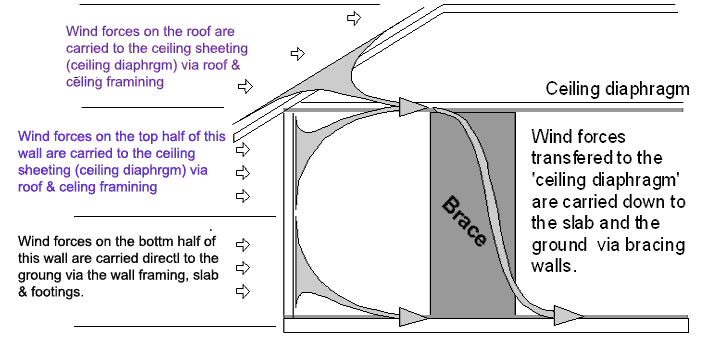 Wind forces on the roof are
carried to the ceiling sheeting
(ceiling diaphrgm) via roof &
celing framining
Wind forces on the top half of this
wall are carried to the ceiling
sheeting (ceiling diaphrgm) via
roof & celing framining
Wind forces on the bottm half of
this wall are carried directl to the
groung via the wall framing, slab
& footings.
Ceiling diaphragm
Brace
Wind forces
transfered to the
'ceiling diaphragm'
are carried down to
the slab and the
ground via bracing
walls.